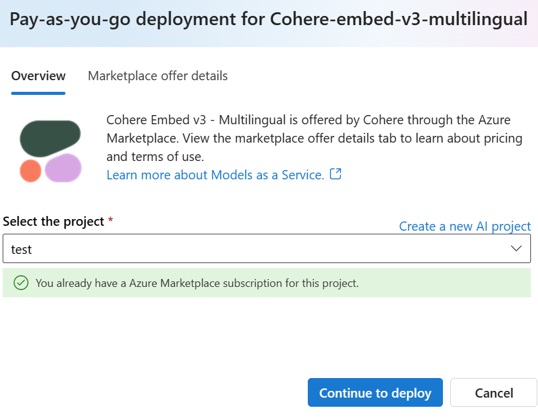 Pay-as-you-go deployment for Cohere-embed-v3-multilingual
Overview Marketplace offer details
Cohere Embed v3 - Multilingual is offered by Cohere through the Azure
Marketplace. View the marketplace offer details tab to learn about pricing
and terms of use.
Learn more about Models as a Service.
Select the project *
Create a new AI project
test
You already have a Azure Marketplace subscription for this project.
Continue to deploy Cancel